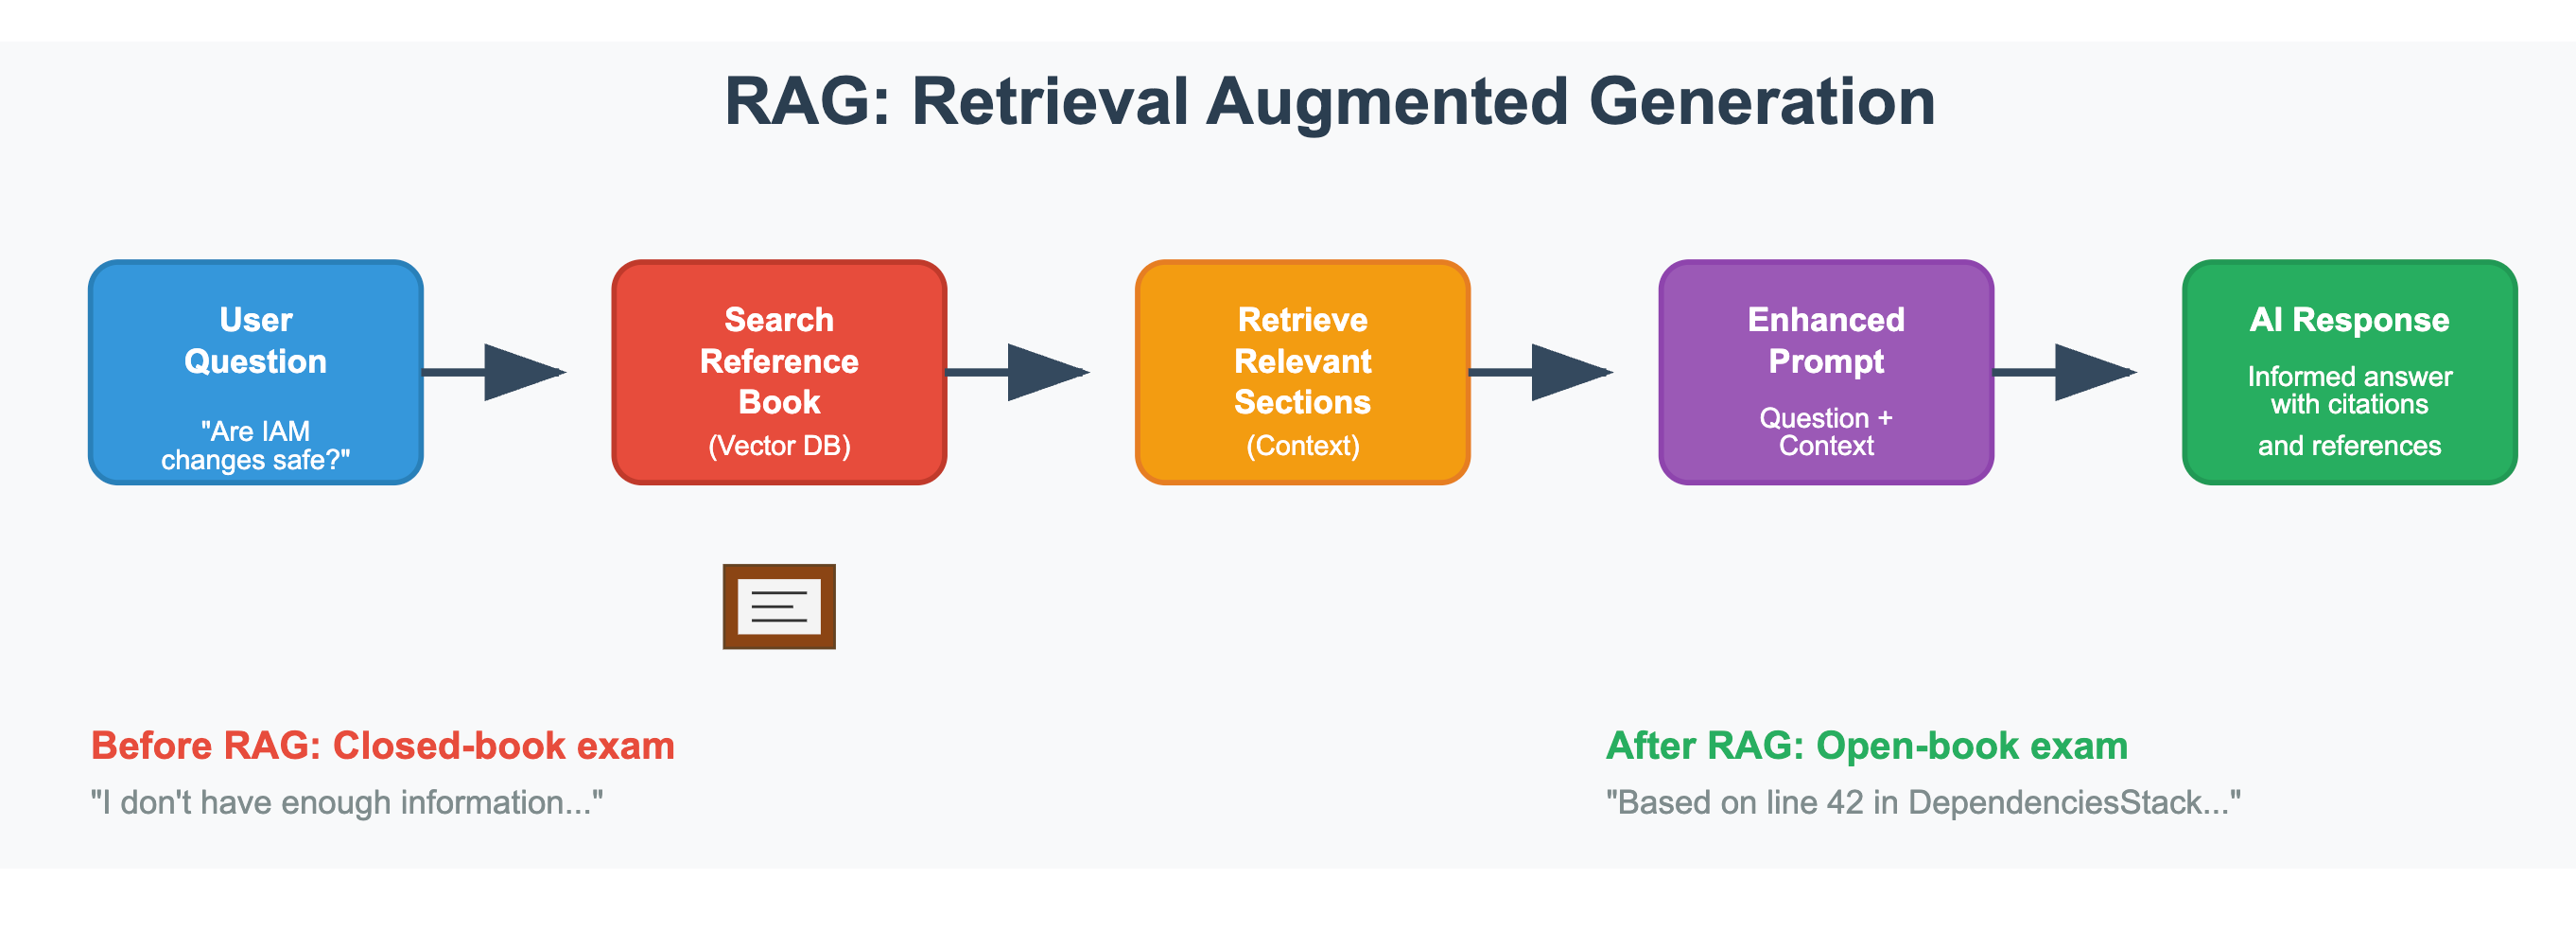 RAG: Retrieval Augmented Generation
User
Question
"Are IAM
changes safe?"
Search
Reference
Book
(Vector DB)
Retrieve
Relevant
Sections
(Context)
Enhanced
Prompt
Question +
Context
AI Response
Informed answer
with citations
and references
Before RAG: Closed-book exam
"I don't have enough information..."
After RAG: Open-book exam
"Based on line 42 in DependenciesStack..."